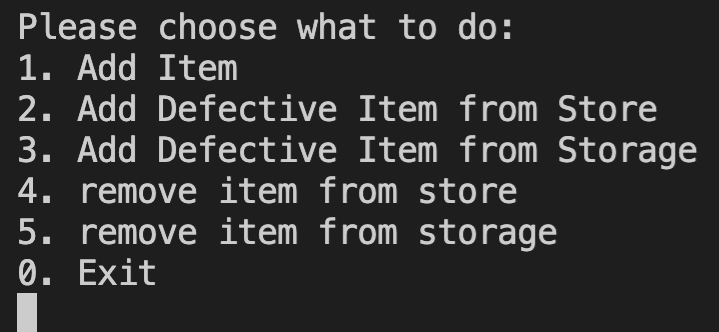 Please choose what to do:
1. Add Item
2. Add Defective Item from Store
3. Add Defective Item from Storage
4. remove item from store
5. remove item from storage
0. Exit